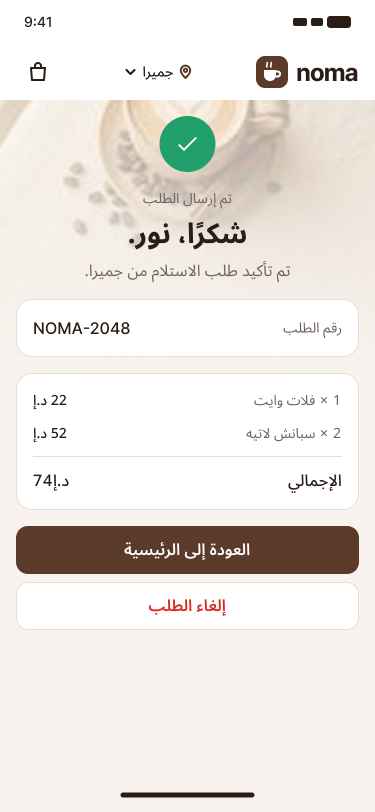 9:41
noma
جميرا
تم إرسال الطلب
شكرًا، نور.
تم تأكيد طلب الاستلام من جميرا.
رقم الطلب NOMA-2048
1 × فلات وايت 22 د.إ
2 × سبانش لاتيه 52 د.إ
الإجمالي د.إ74
العودة إلى الرئيسية
إلغاء الطلب